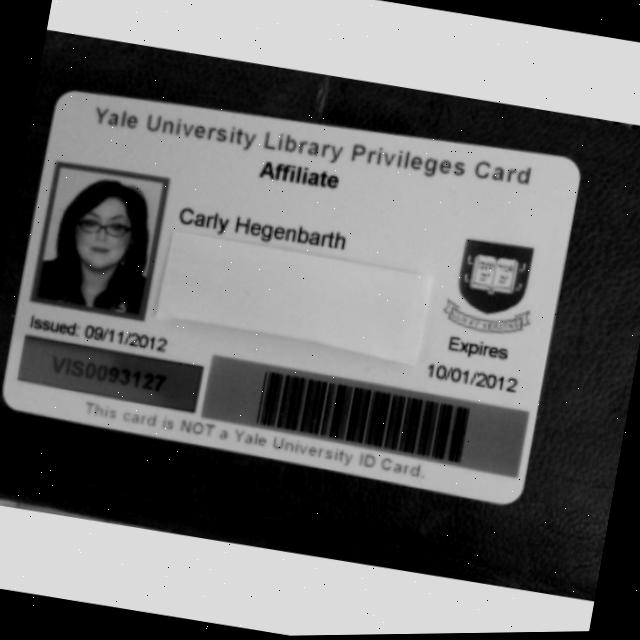 Yale University Library Privileges Card
Affiliate
Carly Hegenbarth
Issued: 09/11/2012
Expires
10/01/2012
VIS0093127
This card is NOT a Yale University ID Card.